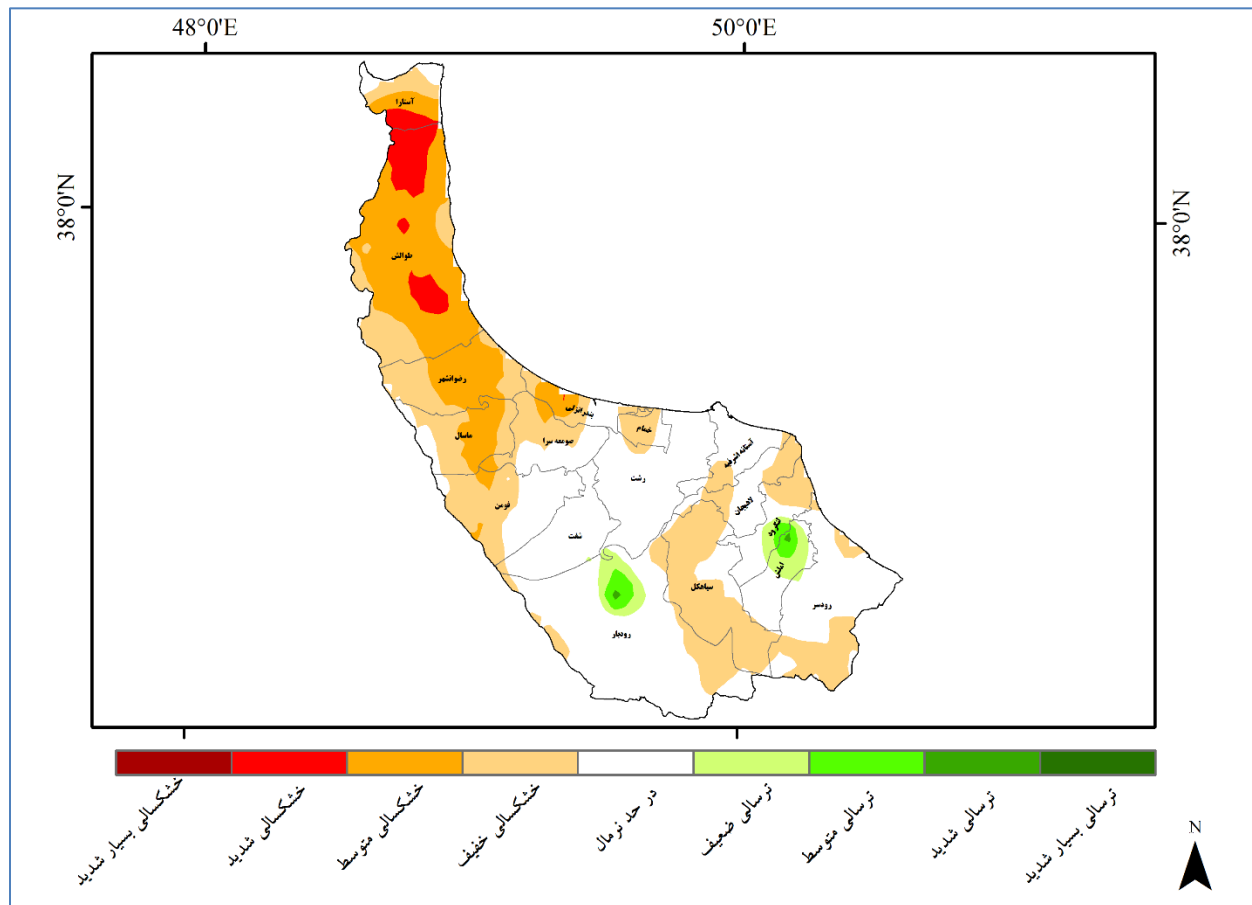 48°0'E
50°0'E
38°0'N
38°0'N
آستارا
طوالش
رضوانشهر
ماسال
بندرانزلی
صومعه سرا
خمام
فومن
رشت
آستانه اشرفیه
لاهیجان
لنگرود
شفت
املش
سیاهکل
رودسر
رودبار
خشکسالی بسیار شدید
خشکسالی شدید
خشکسالی متوسط
خشکسالی خفیف
در حد نرمال
ترسالی ضعیف
ترسالی متوسط
ترسالی شدید
ترسالی بسیار شدید
N